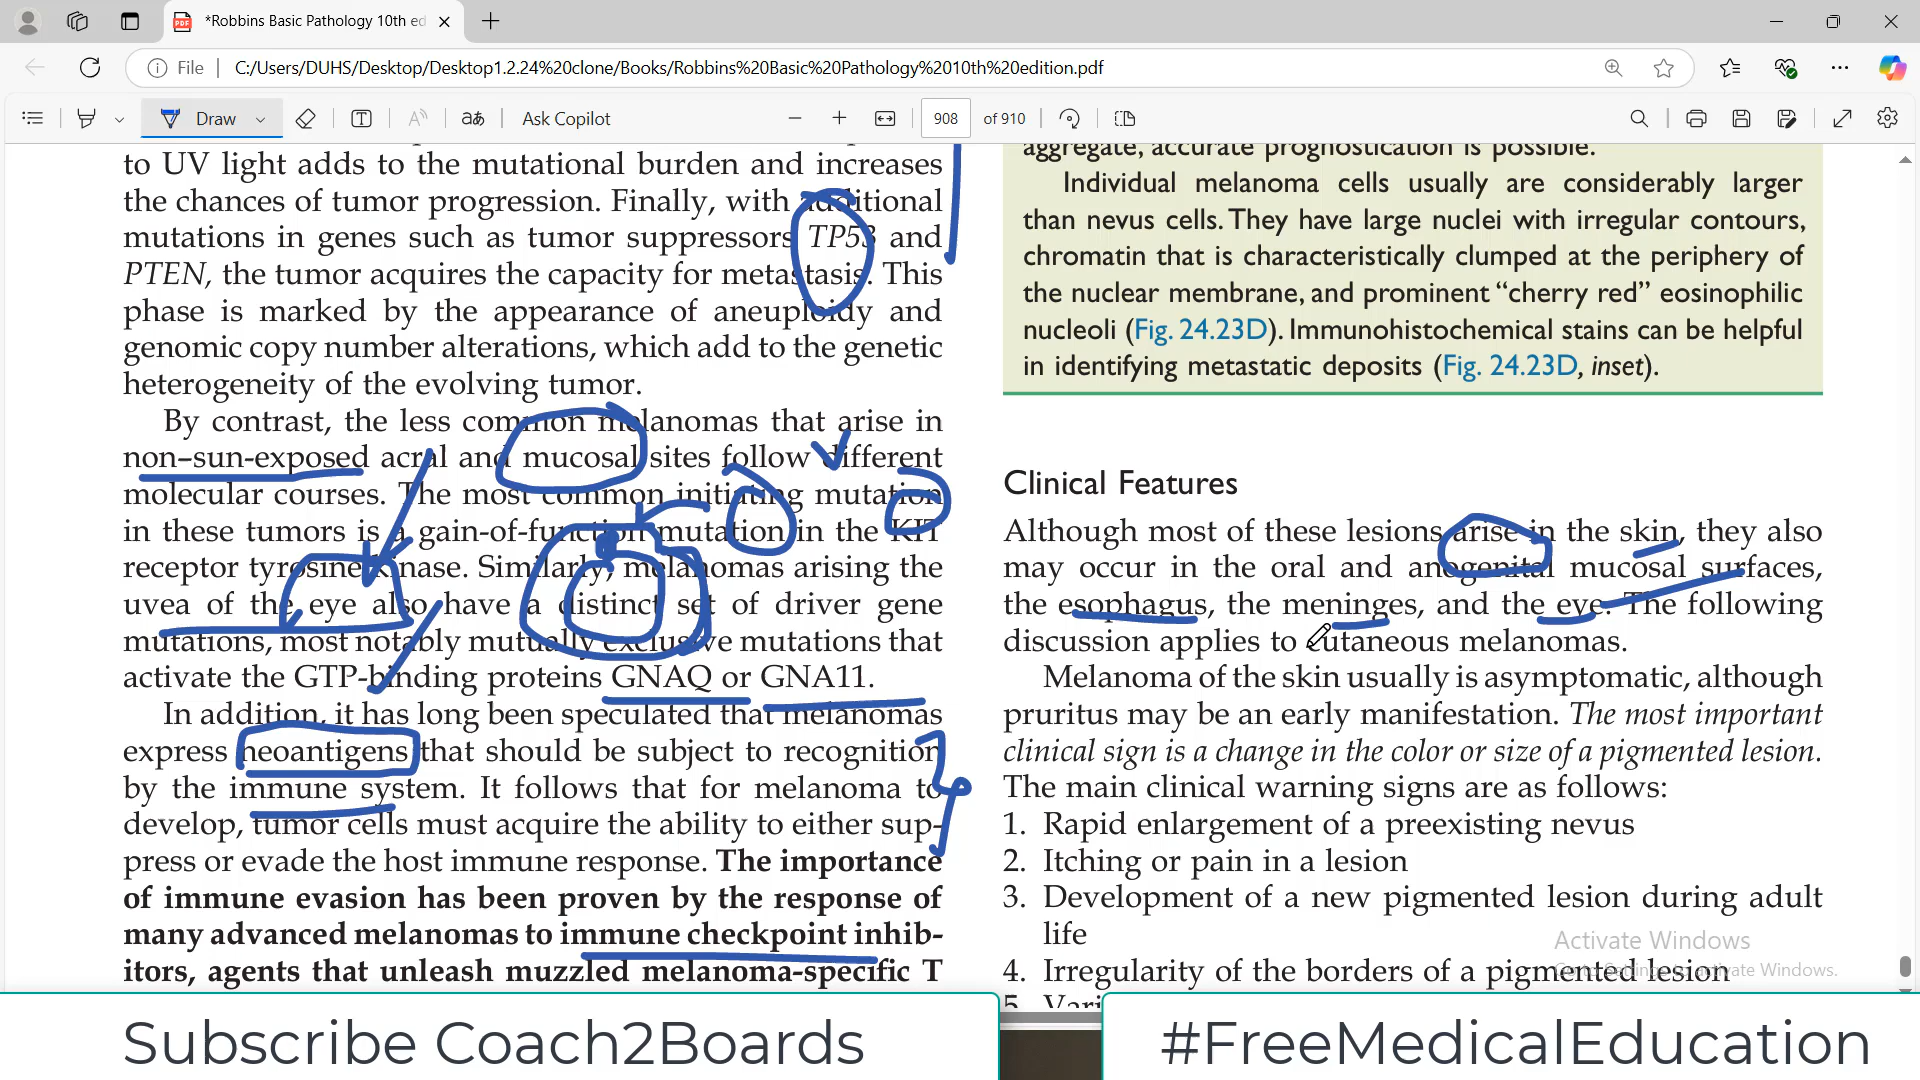 *Robbins Basic Pathology 10th ed
File
C:/Users/DUHS/Desktop/Desktop1.2.24%20clone/Books/Robbins%20Basic%20Pathology%2010th%20edition.pdf
Draw
T
aあ
Ask Copilot
908 of 910
to UV light adds to the mutational burden and increases
the chances of tumor progression. Finally, with additional
mutations in genes such as tumor suppressors TP53 and
PTEN, the tumor acquires the capacity for metastasis. This
phase is marked by the appearance of aneuploidy and
genomic copy number alterations, which add to the genetic
heterogeneity of the evolving tumor.
By contrast, the less common melanomas that arise in
non–sun-exposed acral and mucosal sites follow different
molecular courses. The most common initiating mutation
in these tumors is a gain-of-function mutation in the KIT
receptor tyrosine kinase. Similarly, melanomas arising the
uvea of the eye also have a distinct set of driver gene
mutations, most notably mutually exclusive mutations that
activate the GTP-binding proteins GNAQ or GNA11.
In addition, it has long been speculated that melanomas
express neoantigens that should be subject to recognition
by the immune system. It follows that for melanoma to
develop, tumor cells must acquire the ability to either sup-
press or evade the host immune response. The importance
of immune evasion has been proven by the response of
many advanced melanomas to immune checkpoint inhib-
itors, agents that unleash muzzled melanoma-specific T
aggregate, accurate prognostication is possible.
Individual melanoma cells usually are considerably larger
than nevus cells. They have large nuclei with irregular contours,
chromatin that is characteristically clumped at the periphery of
the nuclear membrane, and prominent “cherry red” eosinophilic
nucleoli (Fig. 24.23D). Immunohistochemical stains can be helpful
in identifying metastatic deposits (Fig. 24.23D, inset).
Clinical Features
Although most of these lesions arise in the skin, they also
may occur in the oral and anogenital mucosal surfaces,
the esophagus, the meninges, and the eye. The following
discussion applies to cutaneous melanomas.
Melanoma of the skin usually is asymptomatic, although
pruritus may be an early manifestation. The most important
clinical sign is a change in the color or size of a pigmented lesion.
The main clinical warning signs are as follows:
1. Rapid enlargement of a preexisting nevus
2. Itching or pain in a lesion
3. Development of a new pigmented lesion during adult
life
4. Irregularity of the borders of a pigmented lesion
Activate Windows
Go to Settings to activate Windows.
Subscribe Coach2Boards
#FreeMedicalEducation